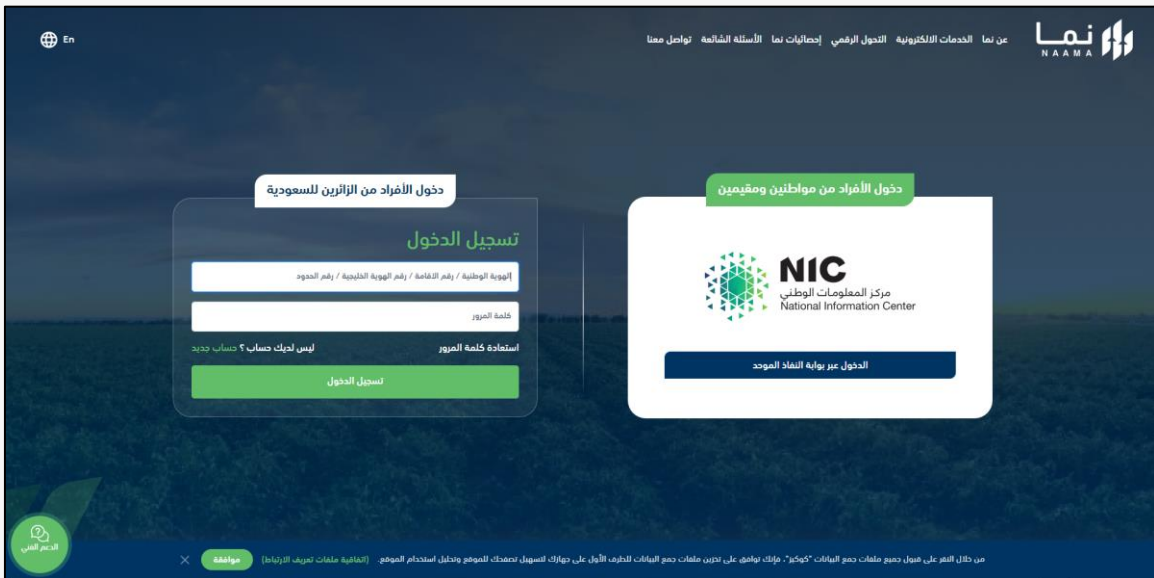 نما
NAAMA
عن نما الخدمات الالكترونية التحول الرقمي إحصائيات نما الأسئلة الشائعة تواصل معنا
En
دخول الأفراد من مواطنين ومقيمين
NIC
مركز المعلومات الوطني
National Information Center
الدخول عبر بوابة النفاذ الموحد
دخول الأفراد من الزائرين للسعودية
تسجيل الدخول
الهوية الوطنية / رقم الاقامة / رقم الهوية الخليجية / رقم الحدود
كلمة المرور
استعادة كلمة المرور
ليس لديك حساب ؟ حساب جديد
تسجيل الدخول
الدعم الفني
من خلال النقر على قبول جميع ملفات جمع البيانات "كوكيز"، فإنك توافق على تخزين ملفات جمع البيانات للطرف الأول على جهازك لتسهيل تصفحك للموقع وتحليل استخدام الموقع. (اتفاقية ملفات تعريف الارتباط) موافقة